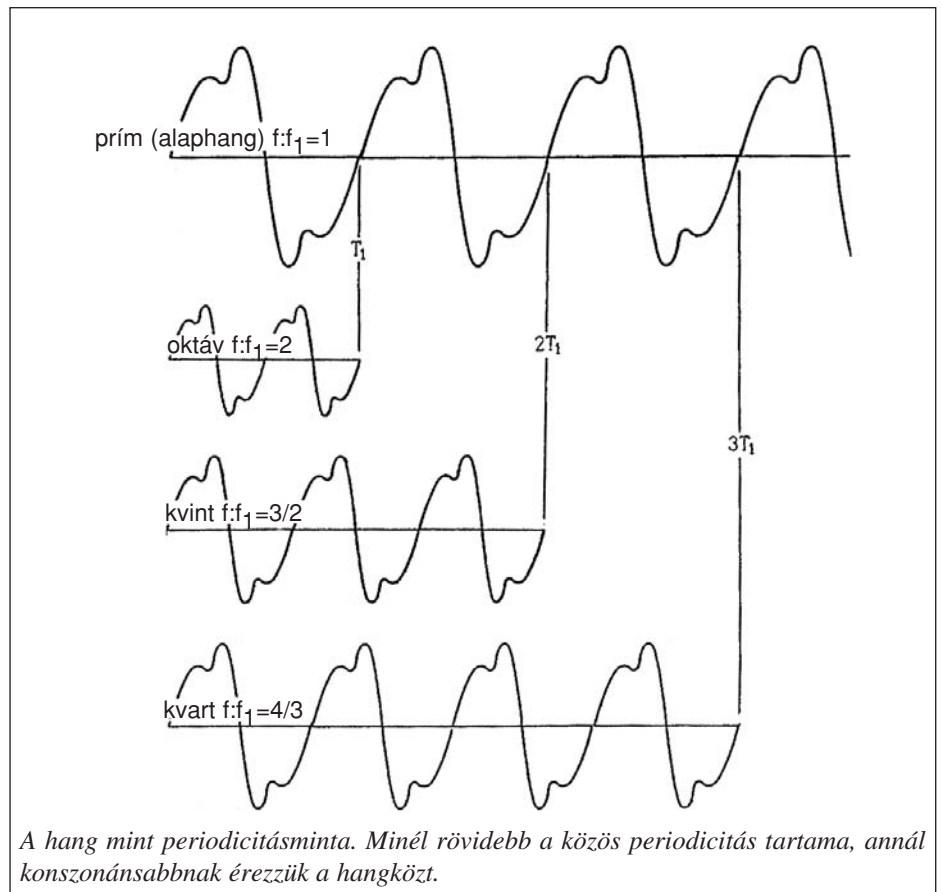 prím (alaphang) f:f₁=1
T₁
oktáv f:f₁=2
2T₁
3T₁
kvint f:f₁=3/2
kvart f:f₁=4/3
A hang mint periodicitásminta. Minél rövidebb a közös periodicitás tartama, annál
konszonánsabbnak érezzük a hangközt.